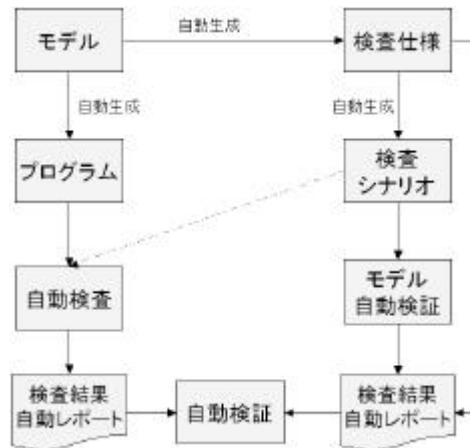 モデル
自動生成
検査仕様
自動生成
自動生成
プログラム
検査
シナリオ
自動検査
モデル
自動検証
検査結果
自動レポート
自動検証
検査結果
自動レポート